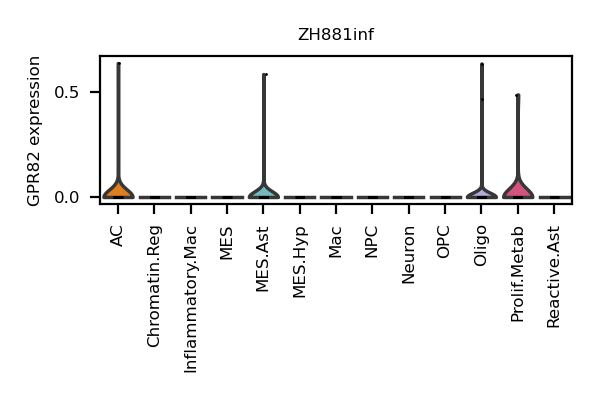 ZH881inf
GPR82 expression
0.5
0.0
AC
Chromatin.Reg
Inflammatory.Mac
MES
MES.Ast
MES.Hyp
Mac
NPC
Neuron
OPC
Oligo
Prolif.Metab
Reactive.Ast